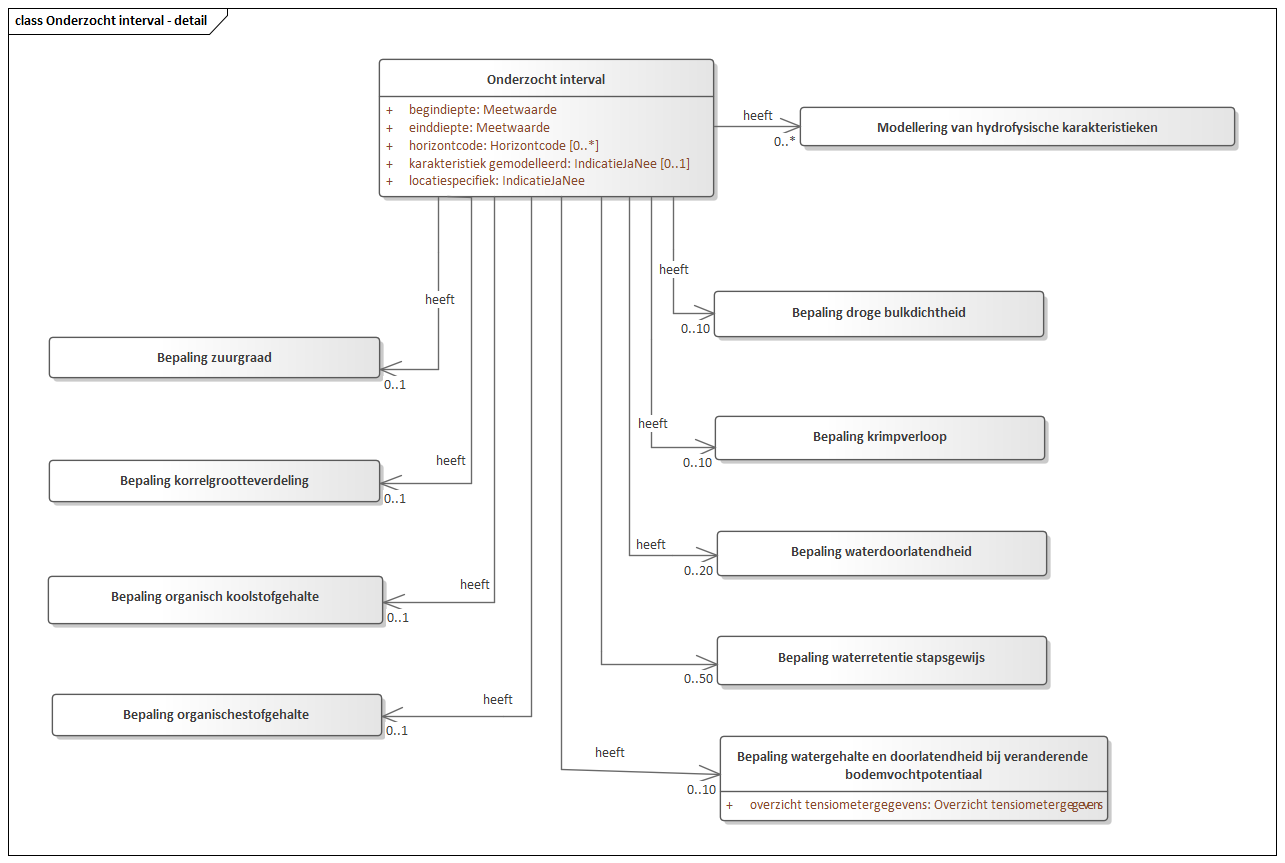 class Onderzocht interval - detail
Onderzocht interval
+ begindiepte: Meetwaarde
+ einddiepte: Meetwaarde
+ horizontcode: Horizontcode [0..*]
+ karakteristiek gemodelleerd: IndicatieJaNee [0..1]
+ locatiespecifiek: IndicatieJaNee
heeft
0..*
Modellering van hydrofysische karakteristieken
heeft
0..10
Bepaling droge bulkdichtheid
heeft
0..1
Bepaling zuurgraad
heeft
0..10
Bepaling krimpverloop
heeft
0..1
Bepaling korrelgrootteverdeling
heeft
0..20
Bepaling waterdoorlatendheid
heeft
0..1
Bepaling organisch koolstofgehalte
0..50
Bepaling waterretentie stapsgewijs
heeft
0..1
Bepaling organischestofgehalte
heeft
0..10
Bepaling watergehalte en doorlatendheid bij veranderende
bodemvochtpotentiaal
+ overzicht tensiometergegevens: Overzicht tensiometergegevens